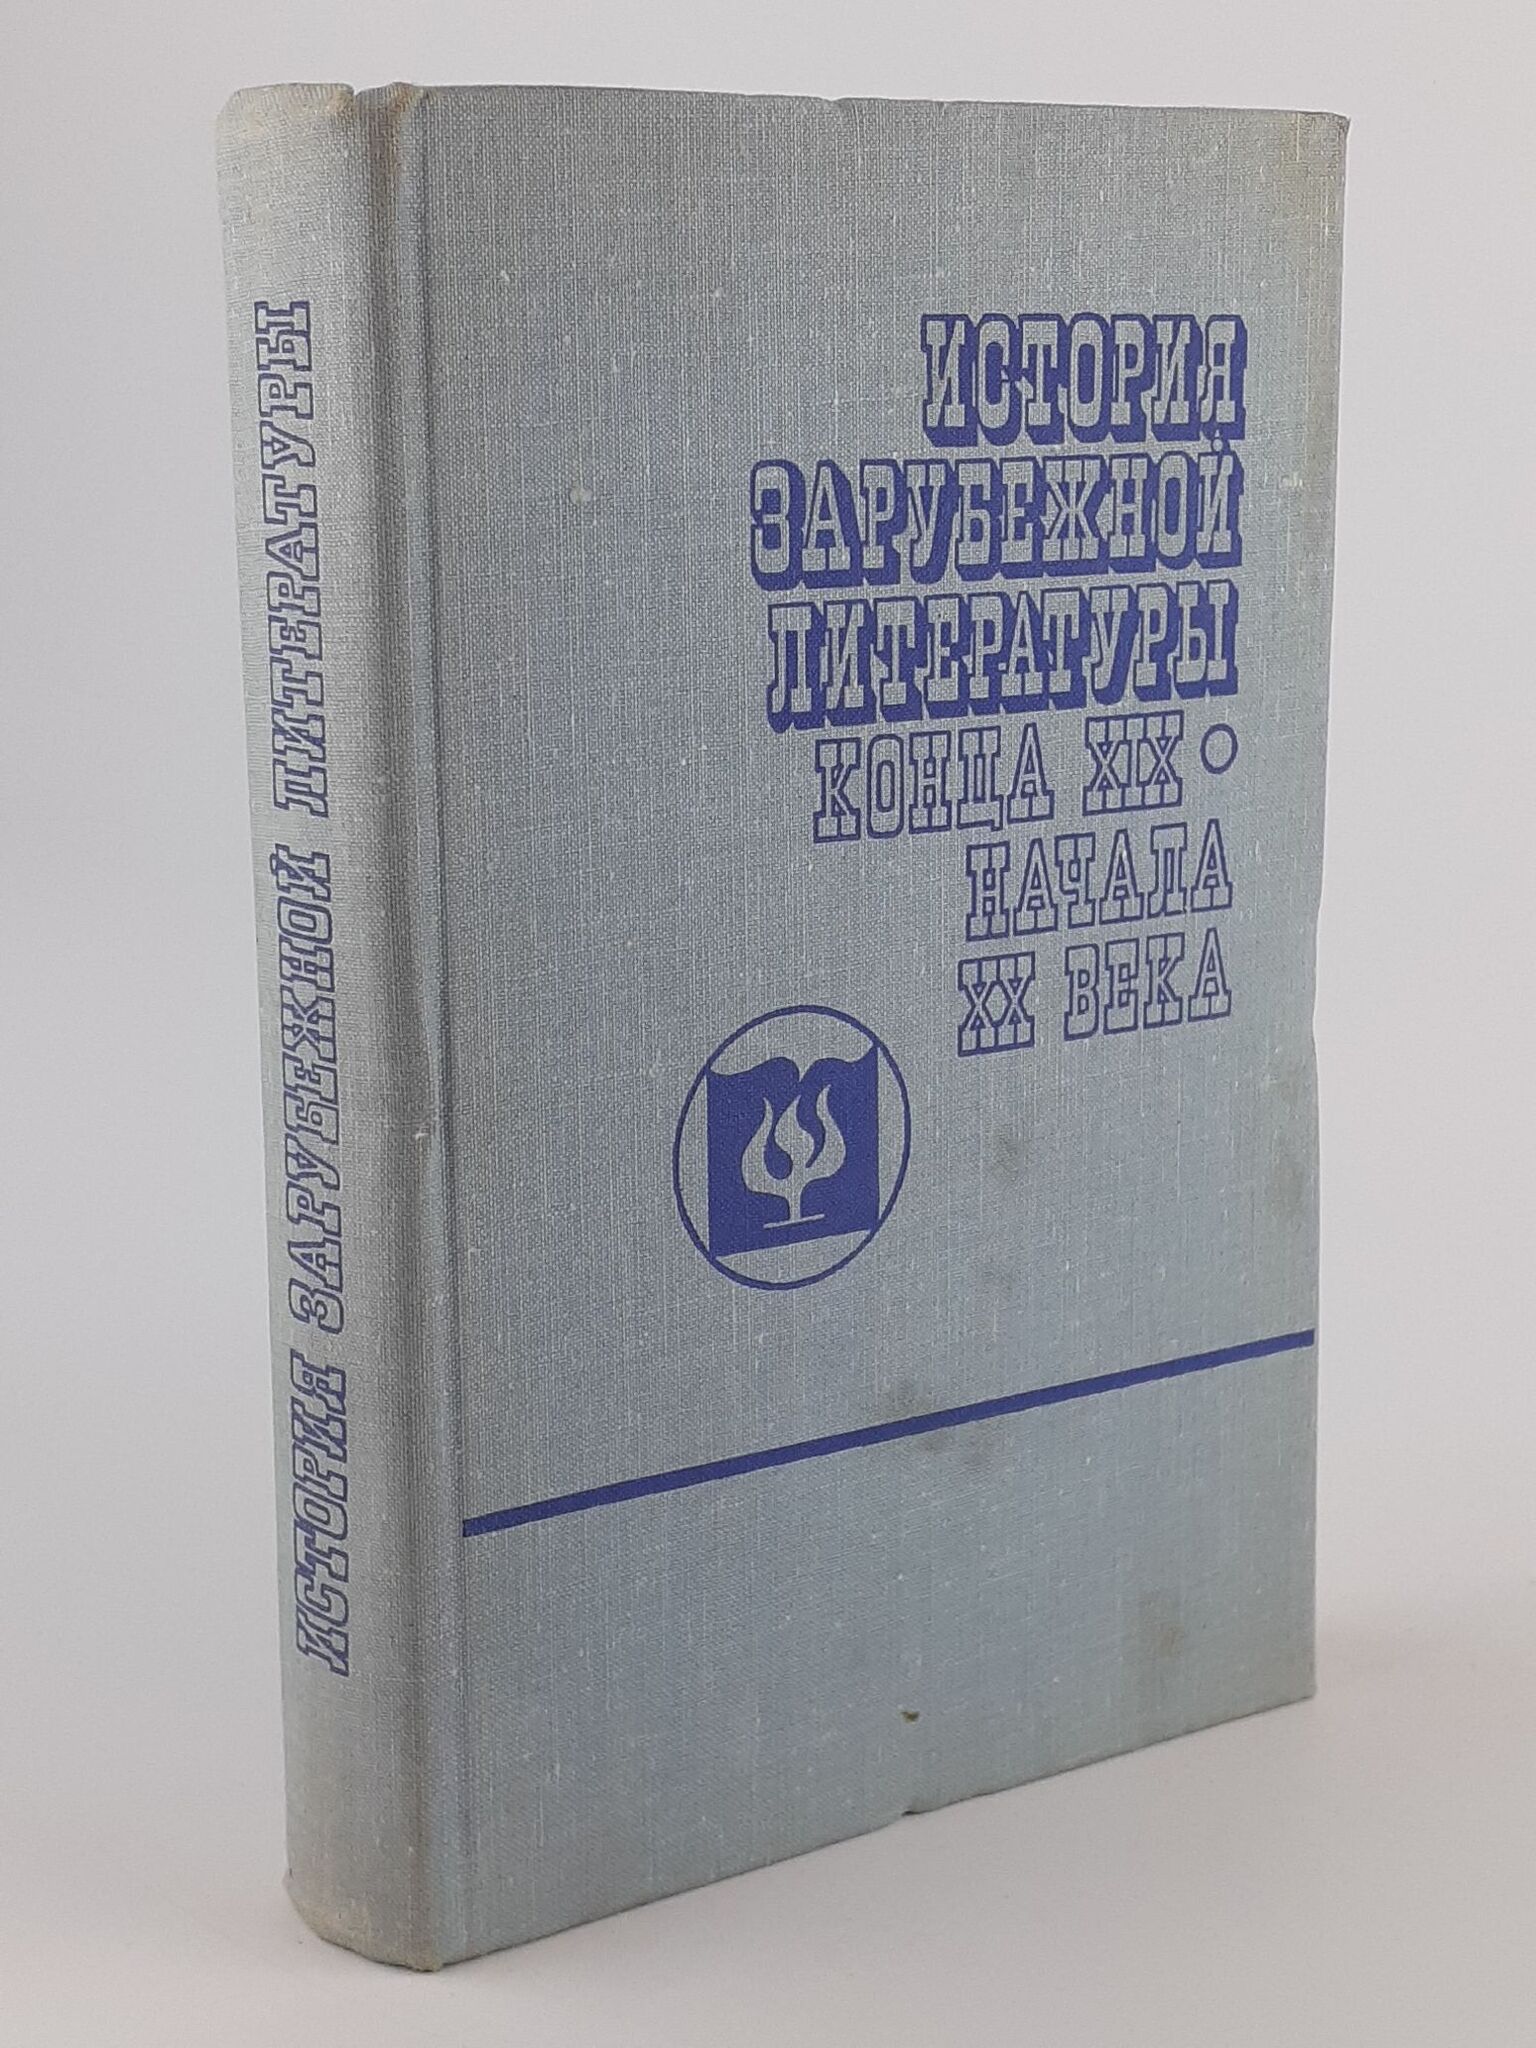 ИСТОРИЯ ЗАРУБЕЖНОЙ ЛИТЕРАТУРЫ
ИСТОРИЯ
ЗАРУБЕЖНОЙ
ЛИТЕРАТУРЫ
КОНЦА XIX •
НАЧАЛА
XX ВЕКА